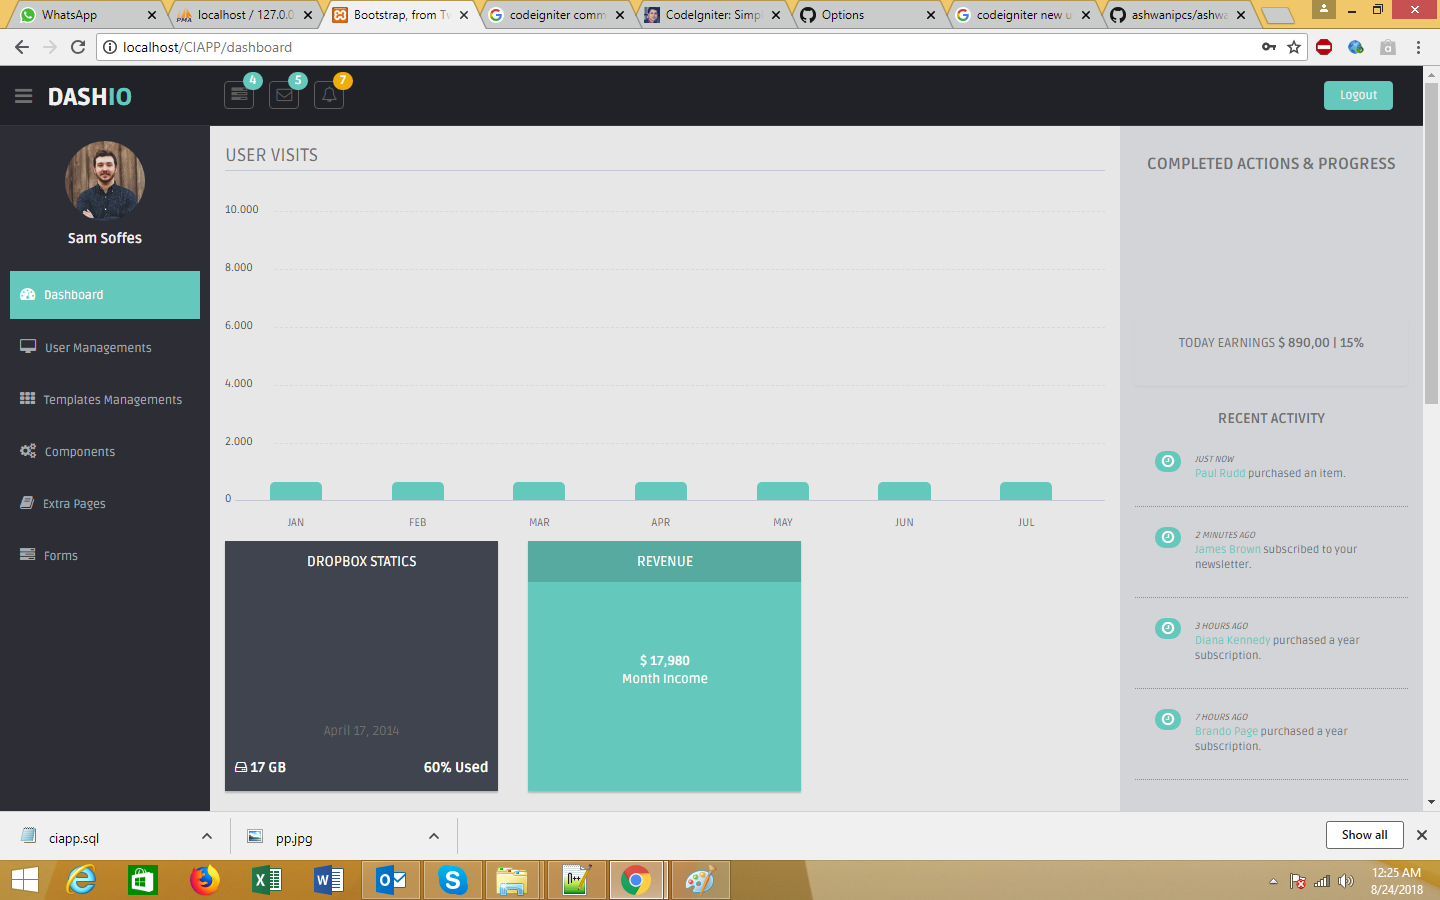 WhatsApp
localhost / 127.0.0
Bootstrap, from Tw
codeigniter comm
CodeIgniter: Simpl
Options
codeigniter new u
ashwanipcs/ashwa
localhost/CIAPP/dashboard
DASHIO
4
5
7
Logout
Sam Soffes
Dashboard
User Managements
Templates Managements
Components
Extra Pages
Forms
USER VISITS
10.000
8.000
6.000
4.000
2.000
0
JAN FEB MAR APR MAY JUN JUL
DROPBOX STATICS
April 17, 2014
17 GB
60% Used
REVENUE
$ 17,980
Month Income
COMPLETED ACTIONS & PROGRESS
TODAY EARNINGS $ 890,00 | 15%
RECENT ACTIVITY
JUST NOW
Paul Rudd purchased an item.
2 MINUTES AGO
James Brown subscribed to your
newsletter.
3 HOURS AGO
Diana Kennedy purchased a year
subscription.
7 HOURS AGO
Brando Page purchased a year
subscription.
ciapp.sql
pp.jpg
Show all
12:25 AM
8/24/2018